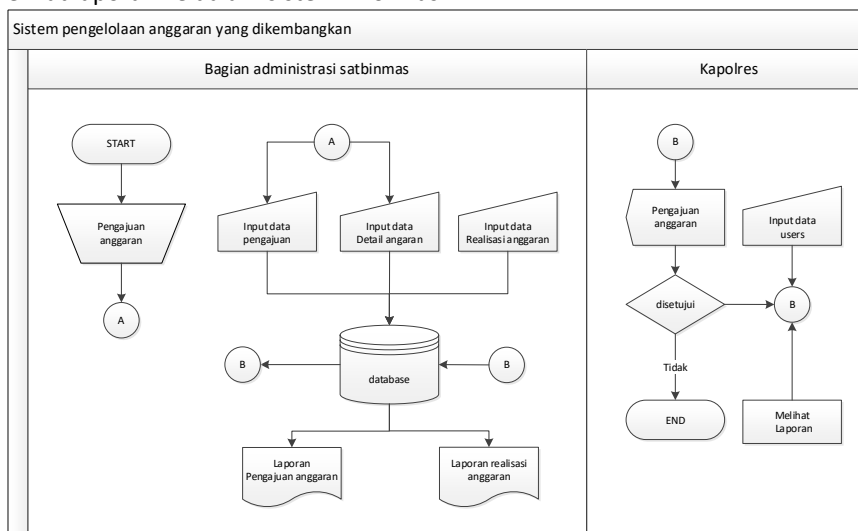 Sistem pengelolaan anggaran yang dikembangkan
Bagian administrasi satbinmas
Kapolres
START
Pengajuan
anggaran
A
A
Input data
pengajuan
Input data
Detail angaran
Input data
Realisasi anggaran
B
database
B
Laporan
Pengajuan anggaran
Laporan realisasi
anggaran
B
Pengajuan
anggaran
Input data
users
disetujui
B
Tidak
END
Melihat
Laporan